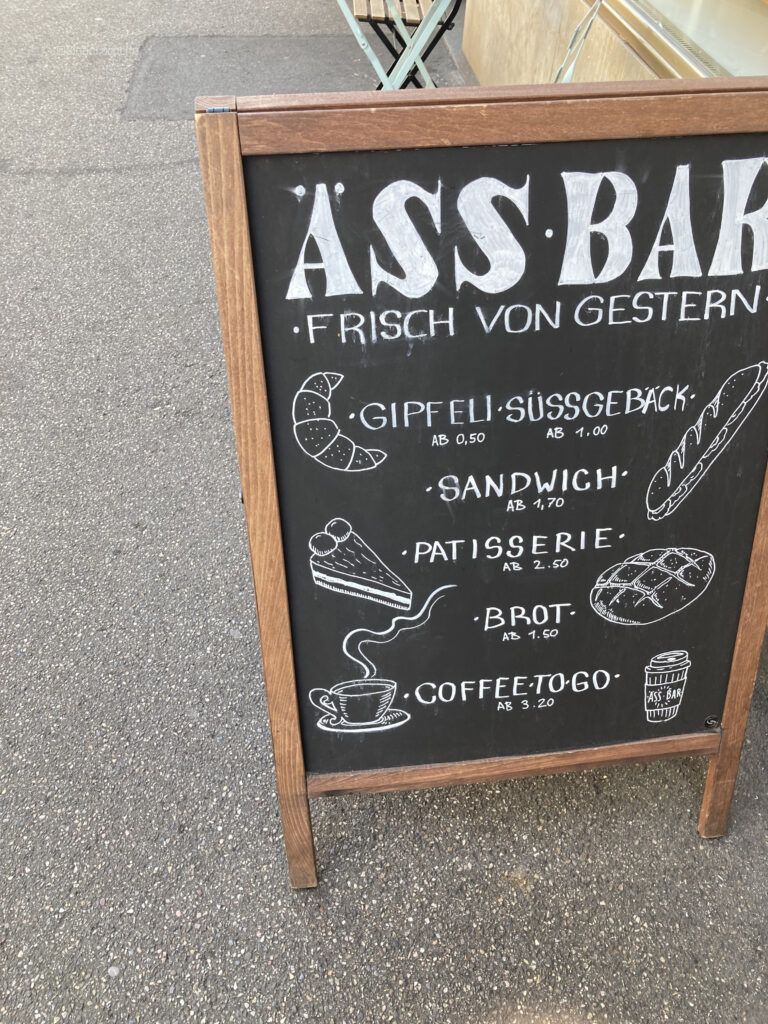 ÄSS·BAR
·FRISCH VON GESTERN·
·GIPFELI·SÜSSGEBÄCK·
AB 0,50 AB 1.00
·SANDWICH·
AB 1,70
·PATISSERIE·
AB 2.50
·BROT·
AB 1.50
·COFFEE·TO·GO·
AB 3.20
ÄSS·BAR